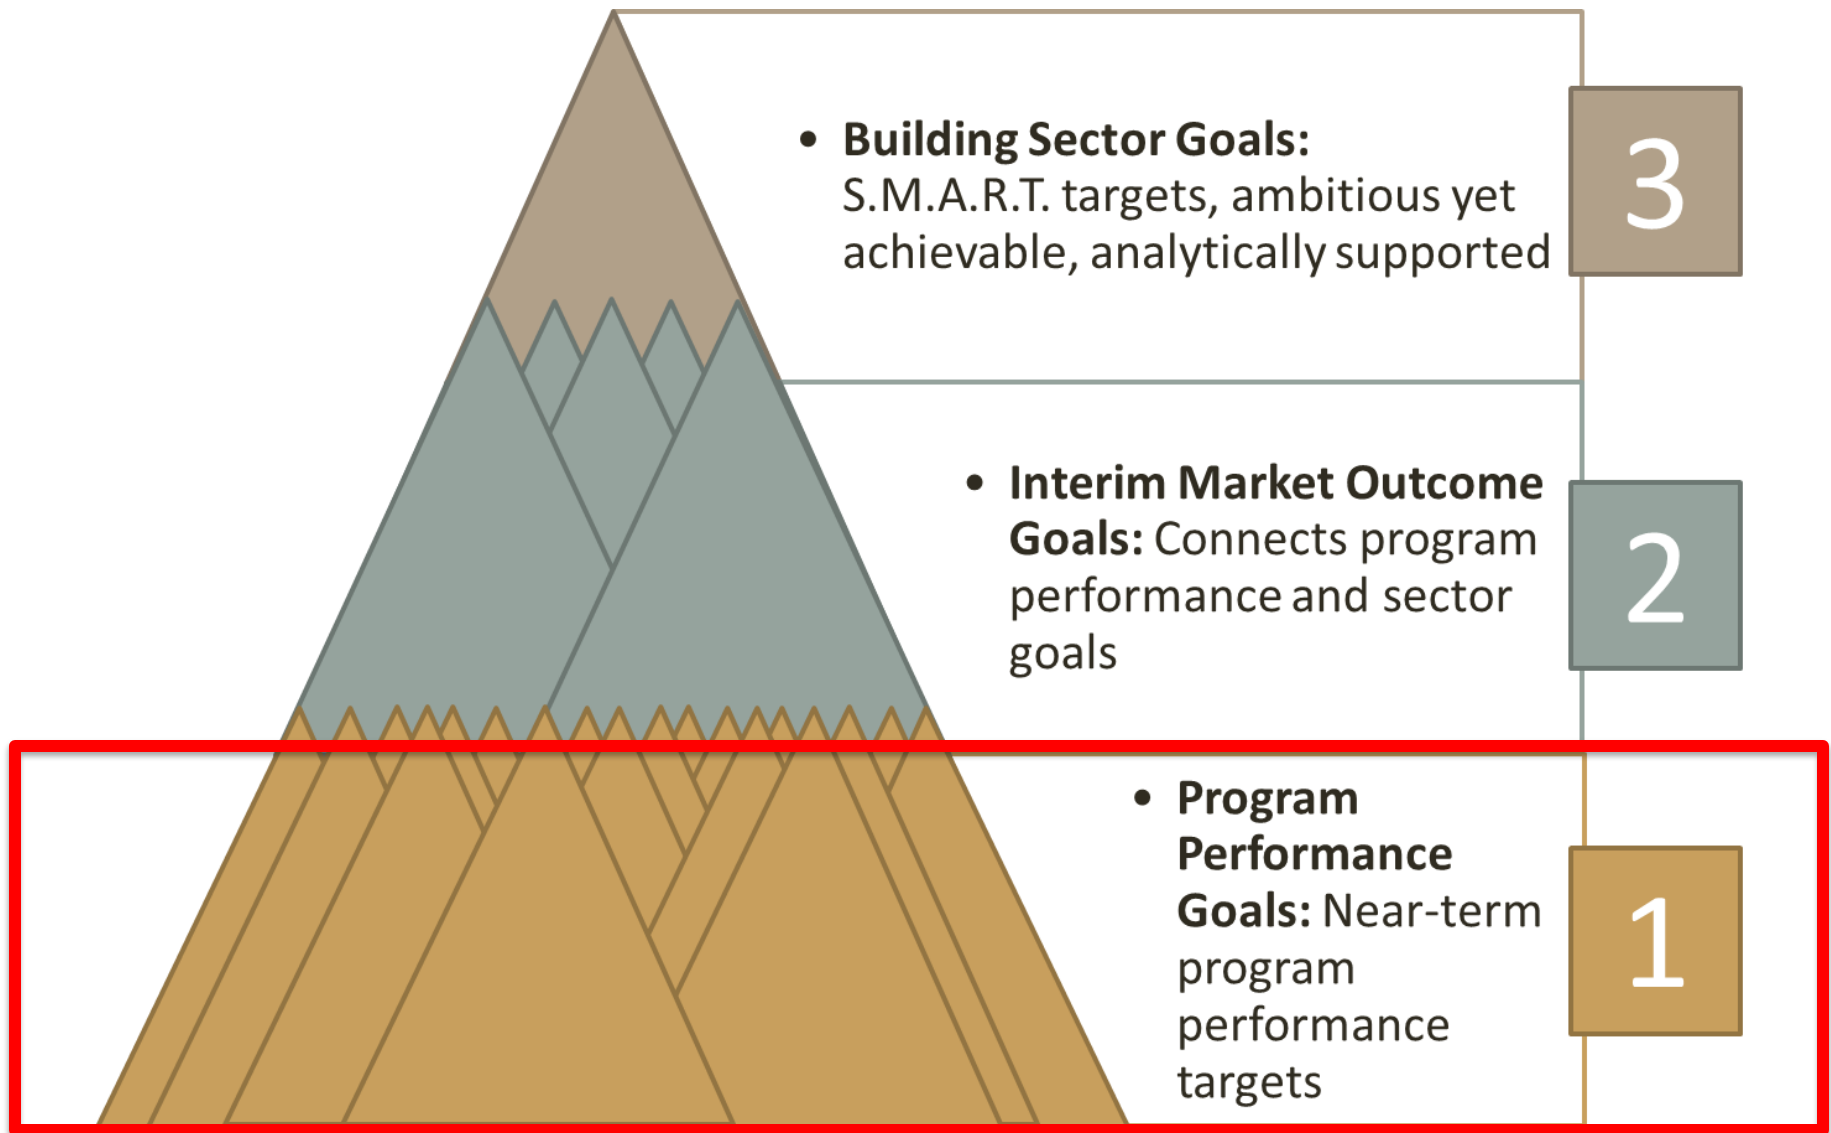 • Building Sector Goals:
S.M.A.R.T. targets, ambitious yet
achievable, analytically supported
3
• Interim Market Outcome
Goals: Connects program
performance and sector
goals
2
• Program
Performance
Goals: Near-term
program
performance
targets
1